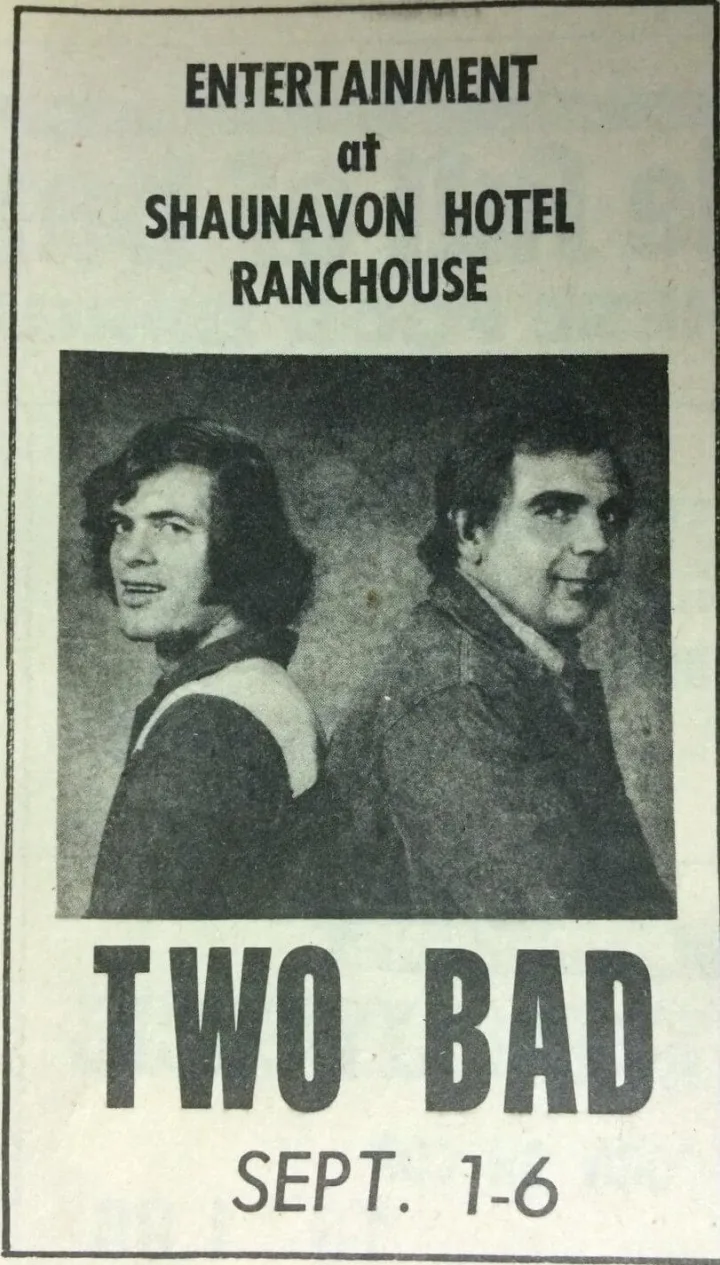 ENTERTAINMENT
at
SHAUNAVON HOTEL
RANCHOUSE
TWO BAD
SEPT. 1-6